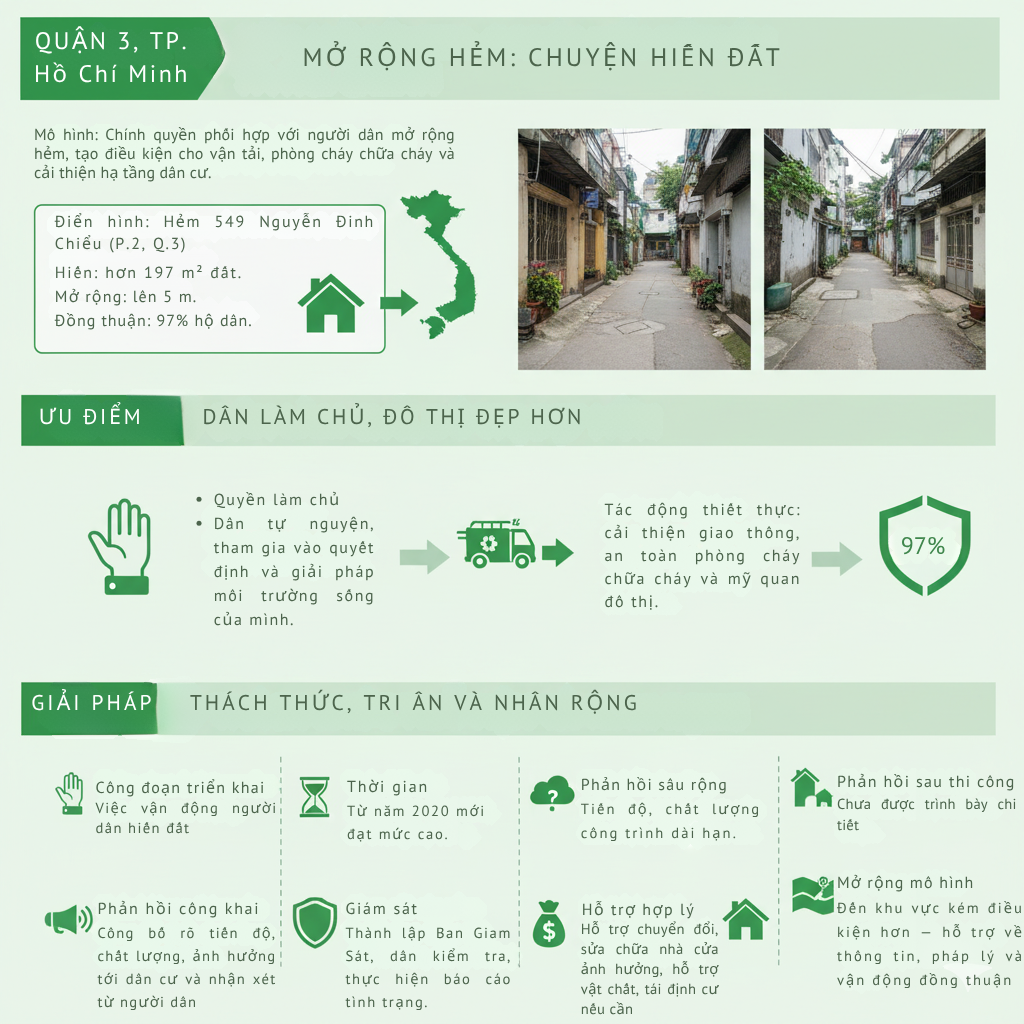 QUẬN 3, TP.
Hồ Chí Minh
MỞ RỘNG HẺM: CHUYỆN HIẾN ĐẤT
Mô hình: Chính quyền phối hợp với người dân mở rộng
hẻm, tạo điều kiện cho vận tải, phòng cháy chữa cháy và
cải thiện hạ tầng dân cư.
Điển hình: Hẻm 549 Nguyễn Đinh
Chiểu (P.2, Q.3)
Hiến: hơn 197 m² đất.
Mở rộng: lên 5 m.
Đồng thuận: 97% hộ dân.
ƯU ĐIỂM
DÂN LÀM CHỦ, ĐÔ THỊ ĐẸP HƠN
• Quyền làm chủ
• Dân tự nguyện,
tham gia vào quyết
định và giải pháp
môi trường sống
của mình.
Tác động thiết thực:
cải thiện giao thông,
an toàn phòng cháy
chữa cháy và mỹ quan
đô thị.
97%
GIẢI PHÁP
THÁCH THỨC, TRI ÂN VÀ NHÂN RỘNG
Công đoạn triển khai
Việc vận động người
dân hiến đất
Thời gian
Từ năm 2020 mới
đạt mức cao.
Phản hồi sâu rộng
Tiến độ, chất lượng
công trình dài hạn.
Phản hồi sau thi công
Chưa được trình bày chi
tiết
Phản hồi công khai
Công bố rõ tiến độ,
chất lượng, ảnh hưởng
tới dân cư và nhận xét
từ người dân
Giám sát
Thành lập Ban Giam
Sát, dân kiểm tra,
thực hiện báo cáo
tình trạng.
$
Hỗ trợ hợp lý
Hỗ trợ chuyển đổi,
sửa chữa nhà cửa
ảnh hưởng, hỗ trợ
vật chất, tái định cư
nếu cần
Mở rộng mô hình
Đến khu vực kém điều
kiện hơn — hỗ trợ về
thông tin, pháp lý và
vận động đồng thuận